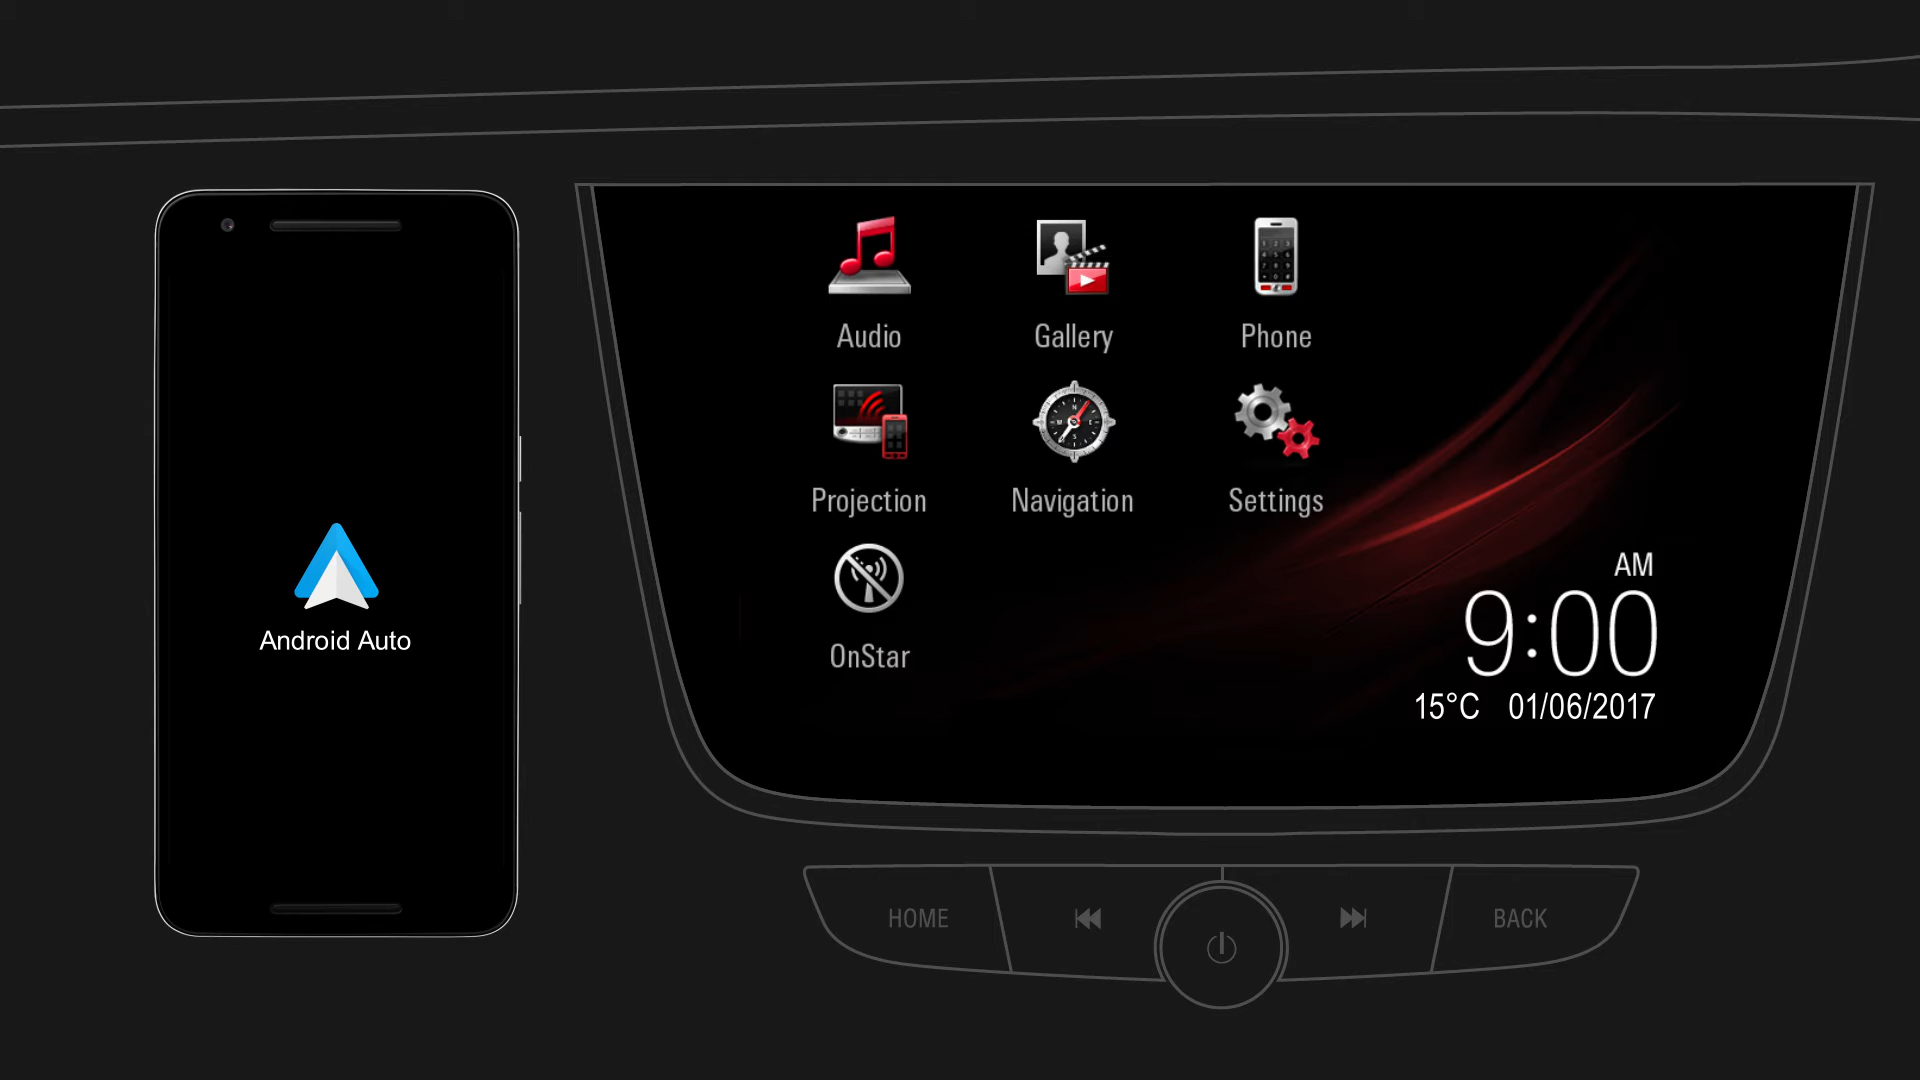 Android Auto
Audio
Gallery
Phone
Projection
Navigation
Settings
OnStar
AM
9:00
15°C 01/06/2017
HOME
BACK